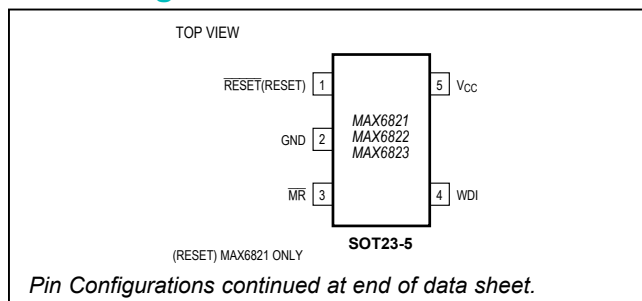 TOP VIEW
RESET(RESET) 1
5 VCC
MAX6821
MAX6822
MAX6823
GND 2
MR 3
4 WDI
SOT23-5
(RESET) MAX6821 ONLY
Pin Configurations continued at end of data sheet.